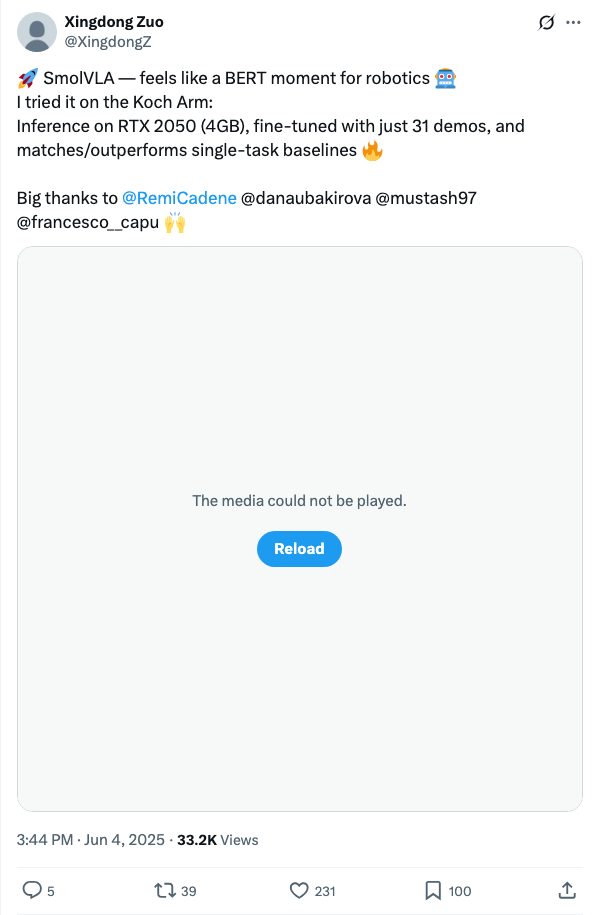 Xingdong Zuo
@XingdongZ
🚀 SmolVLA — feels like a BERT moment for robotics 🤖
I tried it on the Koch Arm:
Inference on RTX 2050 (4GB), fine-tuned with just 31 demos, and
matches/outperforms single-task baselines 🔥
Big thanks to @RemiCadene @danaubakirova @mustash97
@francesco__capu 🙌
The media could not be played.
Reload
3:44 PM · Jun 4, 2025 · 33.2K Views
5 39 231 100